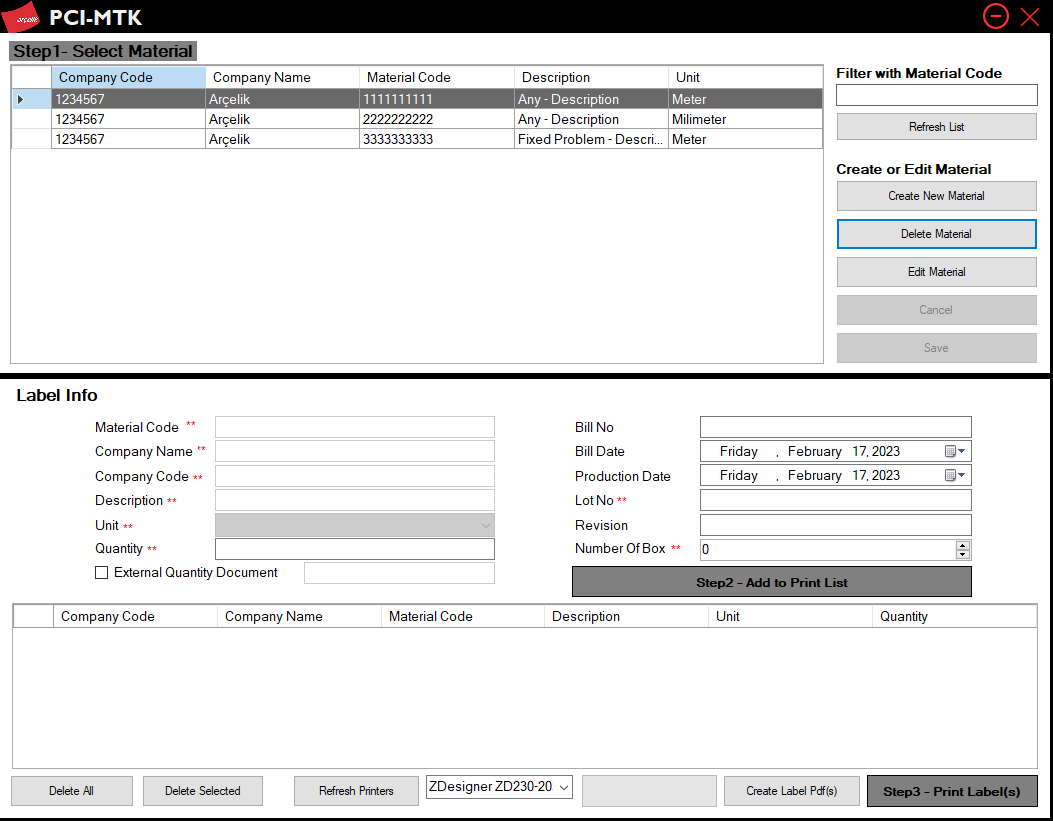 arçelik PCI-MTK
Step1- Select Material
Company Code Company Name Material Code Description Unit
1234567 Arçelik 1111111111 Any - Description Meter
1234567 Arçelik 2222222222 Any - Description Milimeter
1234567 Arçelik 3333333333 Fixed Problem - Descri... Meter
Filter with Material Code
Refresh List
Create or Edit Material
Create New Material
Delete Material
Edit Material
Cancel
Save
Label Info
Material Code **
Company Name **
Company Code **
Description **
Unit **
Quantity **
External Quantity Document
Bill No
Bill Date Friday , February 17, 2023
Production Date Friday , February 17, 2023
Lot No **
Revision
Number Of Box ** 0
Step2 - Add to Print List
Company Code Company Name Material Code Description Unit Quantity
Delete All Delete Selected Refresh Printers ZDesigner ZD230-20 Create Label Pdf(s) Step3 - Print Label(s)